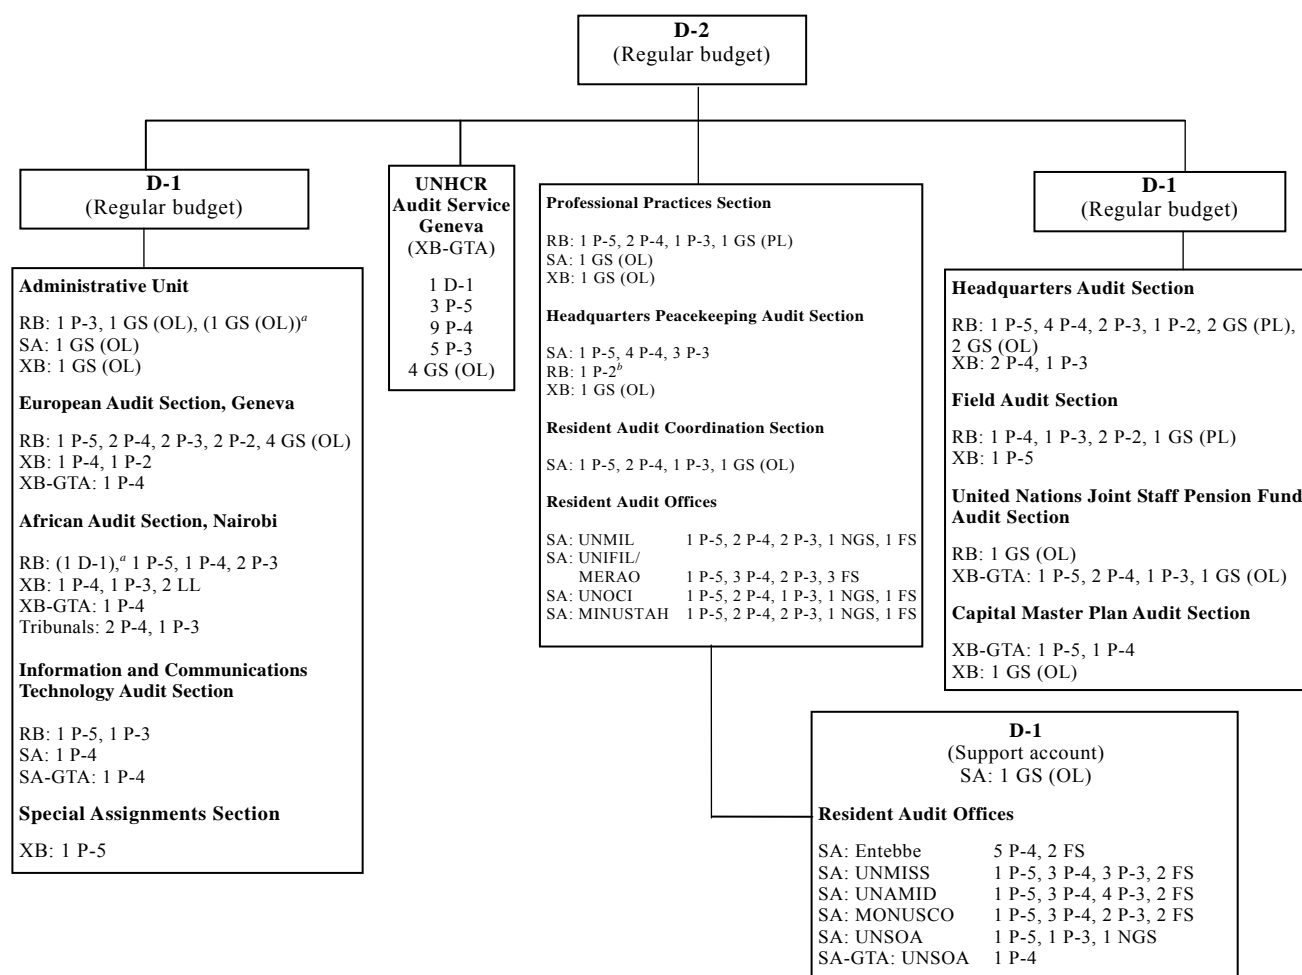 D-2
(Regular budget)
D-1
(Regular budget)
Administrative Unit
RB: 1 P-3, 1 GS (OL), (1 GS (OL))ᵃ
SA: 1 GS (OL)
XB: 1 GS (OL)
European Audit Section, Geneva
RB: 1 P-5, 2 P-4, 2 P-3, 2 P-2, 4 GS (OL)
XB: 1 P-4, 1 P-2
XB-GTA: 1 P-4
African Audit Section, Nairobi
RB: (1 D-1),ᵃ 1 P-5, 1 P-4, 2 P-3
XB: 1 P-4, 1 P-3, 2 LL
XB-GTA: 1 P-4
Tribunals: 2 P-4, 1 P-3
Information and Communications
Technology Audit Section
RB: 1 P-5, 1 P-3
SA: 1 P-4
SA-GTA: 1 P-4
Special Assignments Section
XB: 1 P-5
UNHCR
Audit Service
Geneva
(XB-GTA)
1 D-1
3 P-5
9 P-4
5 P-3
4 GS (OL)
Professional Practices Section
RB: 1 P-5, 2 P-4, 1 P-3, 1 GS (PL)
SA: 1 GS (OL)
XB: 1 GS (OL)
Headquarters Peacekeeping Audit Section
SA: 1 P-5, 4 P-4, 3 P-3
RB: 1 P-2ᵇ
XB: 1 GS (OL)
Resident Audit Coordination Section
SA: 1 P-5, 2 P-4, 1 P-3, 1 GS (OL)
Resident Audit Offices
SA: UNMIL 1 P-5, 2 P-4, 2 P-3, 1 NGS, 1 FS
SA: UNIFIL/
MERAO 1 P-5, 3 P-4, 2 P-3, 3 FS
SA: UNOCI 1 P-5, 2 P-4, 1 P-3, 1 NGS, 1 FS
SA: MINUSTAH 1 P-5, 2 P-4, 2 P-3, 1 NGS, 1 FS
D-1
(Regular budget)
Headquarters Audit Section
RB: 1 P-5, 4 P-4, 2 P-3, 1 P-2, 2 GS (PL),
2 GS (OL)
XB: 2 P-4, 1 P-3
Field Audit Section
RB: 1 P-4, 1 P-3, 2 P-2, 1 GS (PL)
XB: 1 P-5
United Nations Joint Staff Pension Fund
Audit Section
RB: 1 GS (OL)
XB-GTA: 1 P-5, 2 P-4, 1 P-3, 1 GS (OL)
Capital Master Plan Audit Section
XB-GTA: 1 P-5, 1 P-4
XB: 1 GS (OL)
D-1
(Support account)
SA: 1 GS (OL)
Resident Audit Offices
SA: Entebbe 5 P-4, 2 FS
SA: UNMISS 1 P-5, 3 P-4, 3 P-3, 2 FS
SA: UNAMID 1 P-5, 3 P-4, 4 P-3, 2 FS
SA: MONUSCO 1 P-5, 3 P-4, 2 P-3, 2 FS
SA: UNSOA 1 P-5, 1 P-3, 1 NGS
SA-GTA: UNSOA 1 P-4